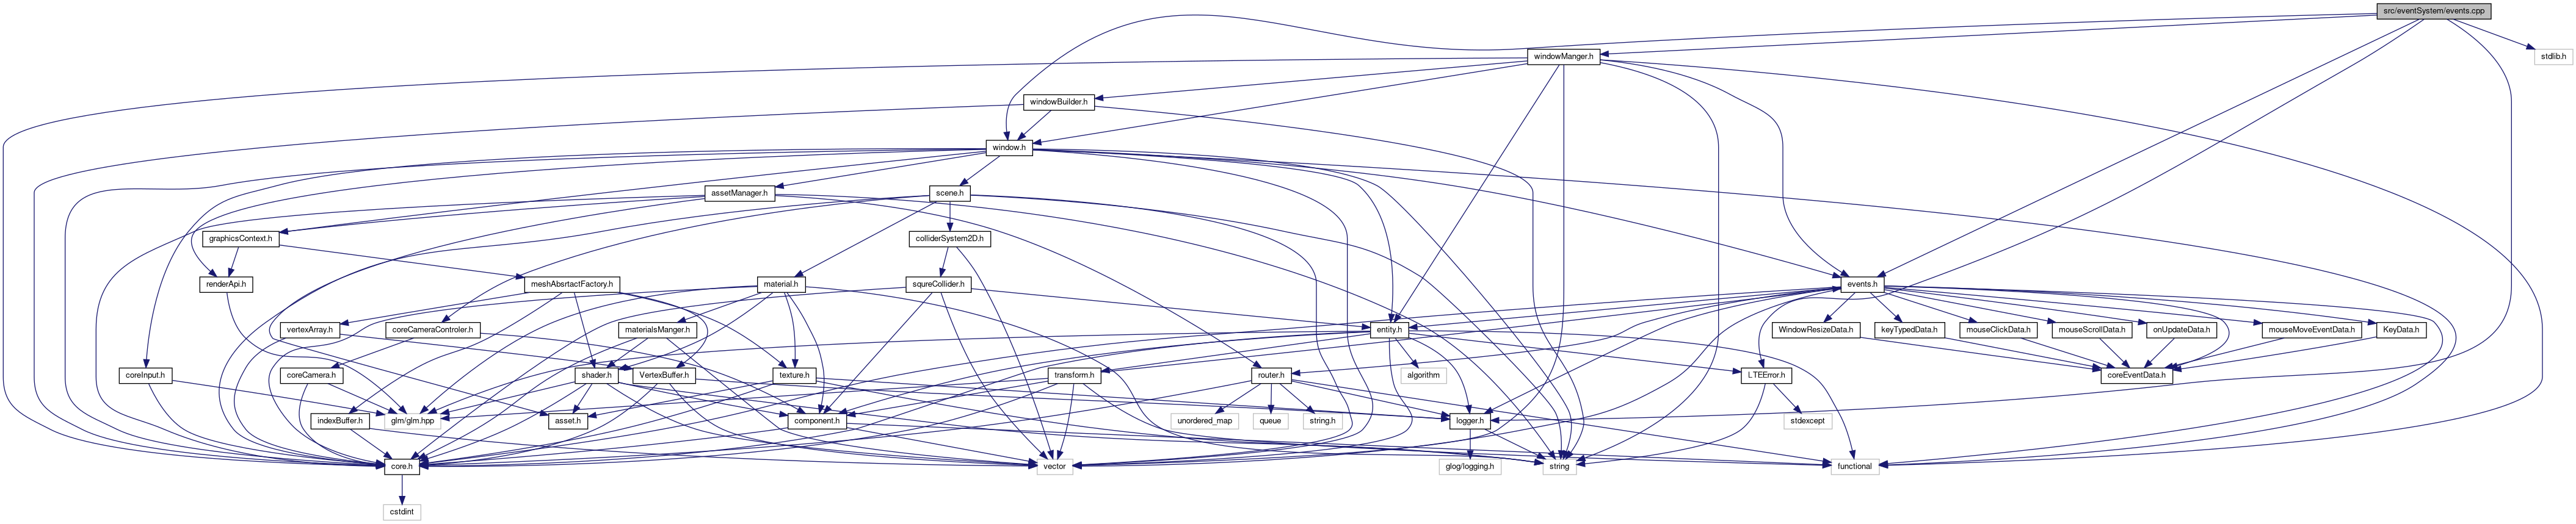 src/eventSystem/events.cpp
windowManger.h
stdlib.h
windowBuilder.h
window.h
assetManager.h
scene.h
graphicsContext.h
colliderSystem2D.h
renderApi.h
meshAbsrtactFactory.h
material.h
squreCollider.h
events.h
vertexArray.h
coreCameraControler.h
materialsManger.h
entity.h
WindowResizeData.h
keyTypedData.h
mouseClickData.h
mouseScrollData.h
onUpdateData.h
mouseMoveEventData.h
KeyData.h
coreInput.h
coreCamera.h
shader.h
VertexBuffer.h
texture.h
transform.h
router.h
algorithm
LTEError.h
coreEventData.h
indexBuffer.h
glm/glm.hpp
asset.h
component.h
unordered_map
queue
string.h
logger.h
stdexcept
core.h
vector
glog/logging.h
string
functional
cstdint